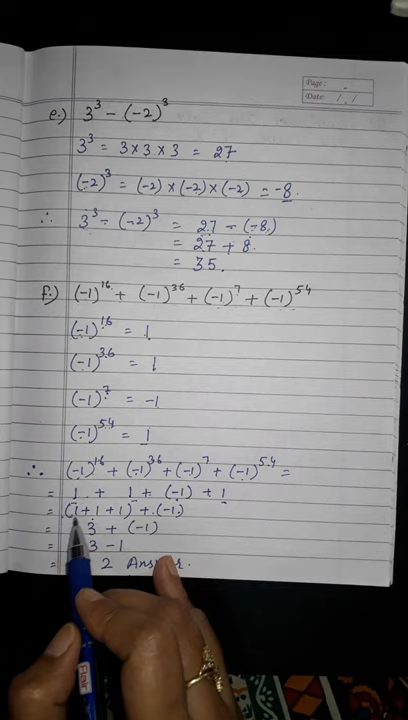 Page :
Date: / /
e.) 3³ - (-2)³
3³ = 3 × 3 × 3 = 27
(-2)³ = (-2) × (-2) × (-2) = -8
∴ 3³ - (-2)³ = 27 - (-8)
= 27 + 8
= 35.
f.) (-1)¹⁶ + (-1)³⁶ + (-1)⁷ + (-1)⁵⁴
(-1)¹⁶ = 1
(-1)³⁶ = 1
(-1)⁷ = -1
(-1)⁵⁴ = 1
∴ (-1)¹⁶ + (-1)³⁶ + (-1)⁷ + (-1)⁵⁴ =
= 1 + 1 + (-1) + 1
= (1 + 1 + 1) + (-1)
= 3 + (-1)
= 3 - 1
= 2 Answer.
Flair